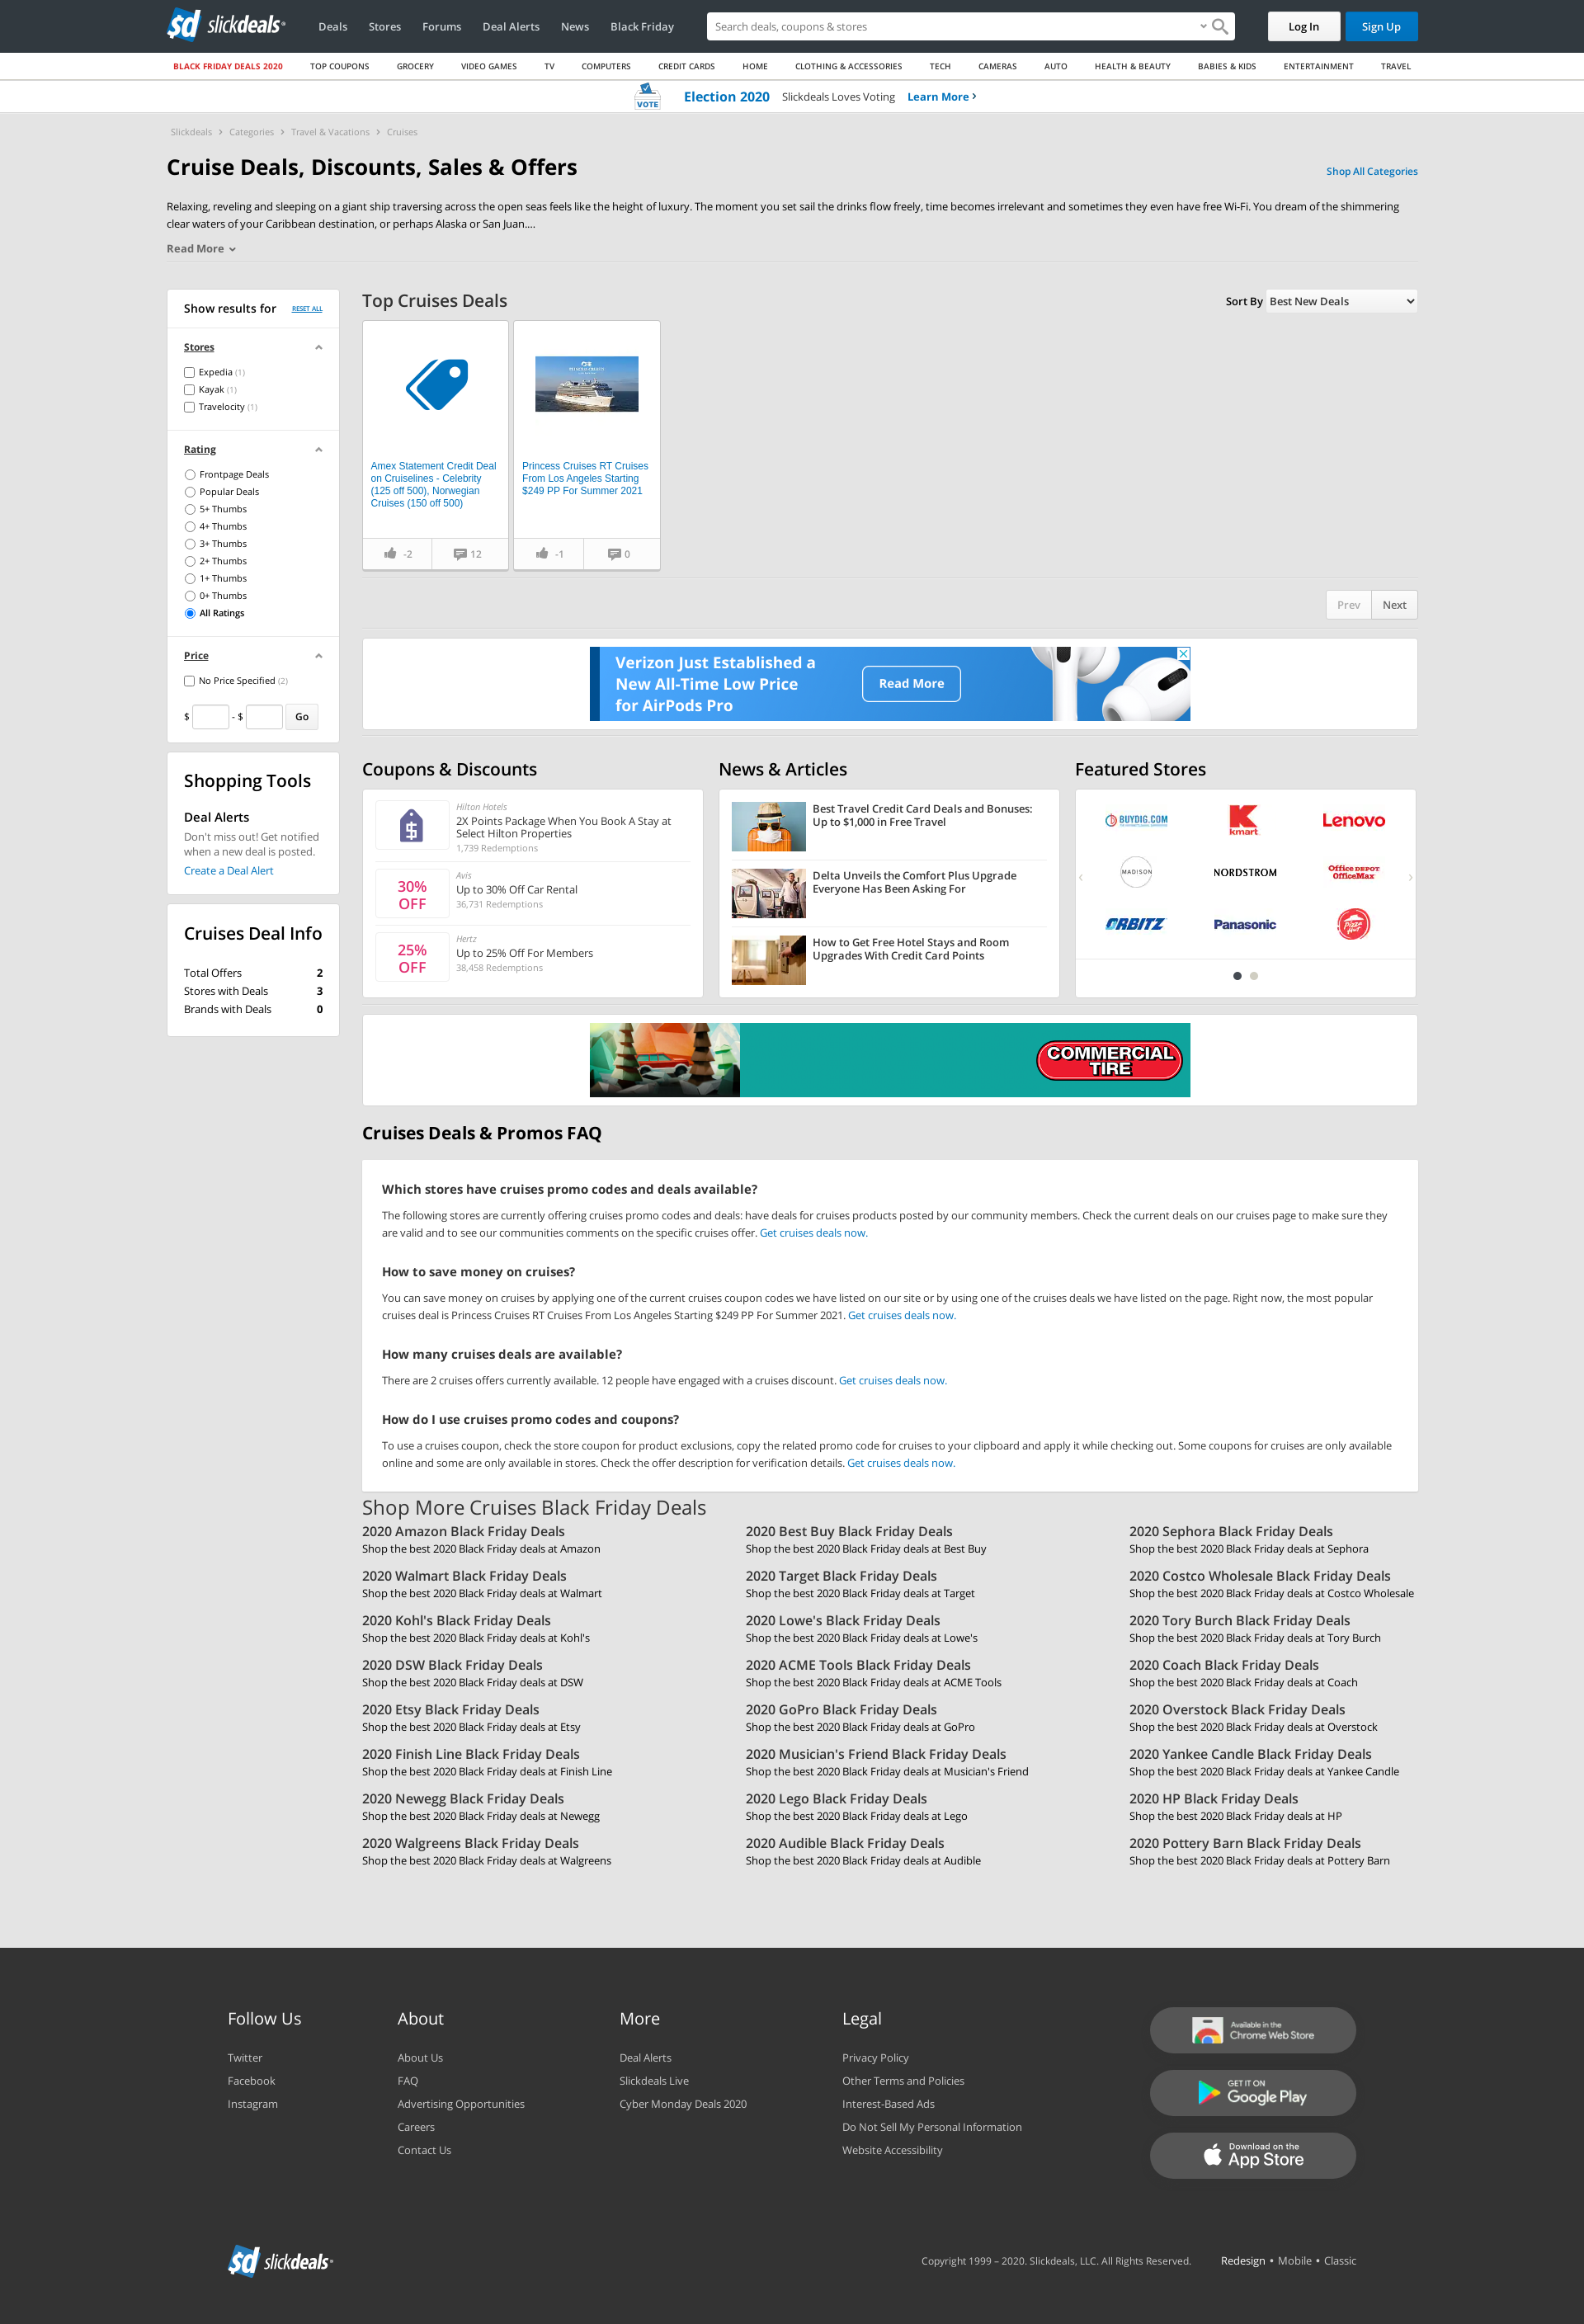 sd slickdeals
Deals Stores Forums Deal Alerts News Black Friday
Search deals, coupons & stores
Log In Sign Up
BLACK FRIDAY DEALS 2020 TOP COUPONS GROCERY VIDEO GAMES TV COMPUTERS CREDIT CARDS HOME CLOTHING & ACCESSORIES TECH CAMERAS AUTO HEALTH & BEAUTY BABIES & KIDS ENTERTAINMENT TRAVEL
VOTE Election 2020 Slickdeals Loves Voting Learn More ›
Slickdeals › Categories › Travel & Vacations › Cruises
Cruise Deals, Discounts, Sales & Offers
Shop All Categories
Relaxing, reveling and sleeping on a giant ship traversing across the open seas feels like the height of luxury. The moment you set sail the drinks flow freely, time becomes irrelevant and sometimes they even have free Wi-Fi. You dream of the shimmering
clear waters of your Caribbean destination, or perhaps Alaska or San Juan....
Read More
Show results for RESET ALL
Stores
Expedia (1)
Kayak (1)
Travelocity (1)
Rating
Frontpage Deals
Popular Deals
5+ Thumbs
4+ Thumbs
3+ Thumbs
2+ Thumbs
1+ Thumbs
0+ Thumbs
All Ratings
Price
No Price Specified (2)
$ - $ Go
Shopping Tools
Deal Alerts
Don't miss out! Get notified
when a new deal is posted.
Create a Deal Alert
Cruises Deal Info
Total Offers 2
Stores with Deals 3
Brands with Deals 0
Top Cruises Deals
Sort By Best New Deals
Amex Statement Credit Deal
on Cruiselines - Celebrity
(125 off 500), Norwegian
Cruises (150 off 500)
-2 12
Princess Cruises RT Cruises
From Los Angeles Starting
$249 PP For Summer 2021
-1 0
Prev Next
Verizon Just Established a
New All-Time Low Price
for AirPods Pro
Read More
Coupons & Discounts
Hilton Hotels
2X Points Package When You Book A Stay at
Select Hilton Properties
1,739 Redemptions
30%
OFF
Avis
Up to 30% Off Car Rental
36,731 Redemptions
25%
OFF
Hertz
Up to 25% Off For Members
38,458 Redemptions
News & Articles
Best Travel Credit Card Deals and Bonuses:
Up to $1,000 in Free Travel
Delta Unveils the Comfort Plus Upgrade
Everyone Has Been Asking For
How to Get Free Hotel Stays and Room
Upgrades With Credit Card Points
Featured Stores
BUYDIG.COM kmart Lenovo
MADISON NORDSTROM Office DEPOT OfficeMax
ORBITZ Panasonic Pizza Hut
COMMERCIAL
TIRE
Cruises Deals & Promos FAQ
Which stores have cruises promo codes and deals available?
The following stores are currently offering cruises promo codes and deals: have deals for cruises products posted by our community members. Check the current deals on our cruises page to make sure they
are valid and to see our communities comments on the specific cruises offer. Get cruises deals now.
How to save money on cruises?
You can save money on cruises by applying one of the current cruises coupon codes we have listed on our site or by using one of the cruises deals we have listed on the page. Right now, the most popular
cruises deal is Princess Cruises RT Cruises From Los Angeles Starting $249 PP For Summer 2021. Get cruises deals now.
How many cruises deals are available?
There are 2 cruises offers currently available. 12 people have engaged with a cruises discount. Get cruises deals now.
How do I use cruises promo codes and coupons?
To use a cruises coupon, check the store coupon for product exclusions, copy the related promo code for cruises to your clipboard and apply it while checking out. Some coupons for cruises are only available
online and some are only available in stores. Check the offer description for verification details. Get cruises deals now.
Shop More Cruises Black Friday Deals
2020 Amazon Black Friday Deals 2020 Best Buy Black Friday Deals 2020 Sephora Black Friday Deals
Shop the best 2020 Black Friday deals at Amazon Shop the best 2020 Black Friday deals at Best Buy Shop the best 2020 Black Friday deals at Sephora
2020 Walmart Black Friday Deals 2020 Target Black Friday Deals 2020 Costco Wholesale Black Friday Deals
Shop the best 2020 Black Friday deals at Walmart Shop the best 2020 Black Friday deals at Target Shop the best 2020 Black Friday deals at Costco Wholesale
2020 Kohl's Black Friday Deals 2020 Lowe's Black Friday Deals 2020 Tory Burch Black Friday Deals
Shop the best 2020 Black Friday deals at Kohl's Shop the best 2020 Black Friday deals at Lowe's Shop the best 2020 Black Friday deals at Tory Burch
2020 DSW Black Friday Deals 2020 ACME Tools Black Friday Deals 2020 Coach Black Friday Deals
Shop the best 2020 Black Friday deals at DSW Shop the best 2020 Black Friday deals at ACME Tools Shop the best 2020 Black Friday deals at Coach
2020 Etsy Black Friday Deals 2020 GoPro Black Friday Deals 2020 Overstock Black Friday Deals
Shop the best 2020 Black Friday deals at Etsy Shop the best 2020 Black Friday deals at GoPro Shop the best 2020 Black Friday deals at Overstock
2020 Finish Line Black Friday Deals 2020 Musician's Friend Black Friday Deals 2020 Yankee Candle Black Friday Deals
Shop the best 2020 Black Friday deals at Finish Line Shop the best 2020 Black Friday deals at Musician's Friend Shop the best 2020 Black Friday deals at Yankee Candle
2020 Newegg Black Friday Deals 2020 Lego Black Friday Deals 2020 HP Black Friday Deals
Shop the best 2020 Black Friday deals at Newegg Shop the best 2020 Black Friday deals at Lego Shop the best 2020 Black Friday deals at HP
2020 Walgreens Black Friday Deals 2020 Audible Black Friday Deals 2020 Pottery Barn Black Friday Deals
Shop the best 2020 Black Friday deals at Walgreens Shop the best 2020 Black Friday deals at Audible Shop the best 2020 Black Friday deals at Pottery Barn
Follow Us
Twitter
Facebook
Instagram
About
About Us
FAQ
Advertising Opportunities
Careers
Contact Us
More
Deal Alerts
Slickdeals Live
Cyber Monday Deals 2020
Legal
Privacy Policy
Other Terms and Policies
Interest-Based Ads
Do Not Sell My Personal Information
Website Accessibility
Available in the
Chrome Web Store
GET IT ON
Google Play
Download on the
App Store
sd slickdeals
Copyright 1999 – 2020. Slickdeals, LLC. All Rights Reserved. Redesign • Mobile • Classic